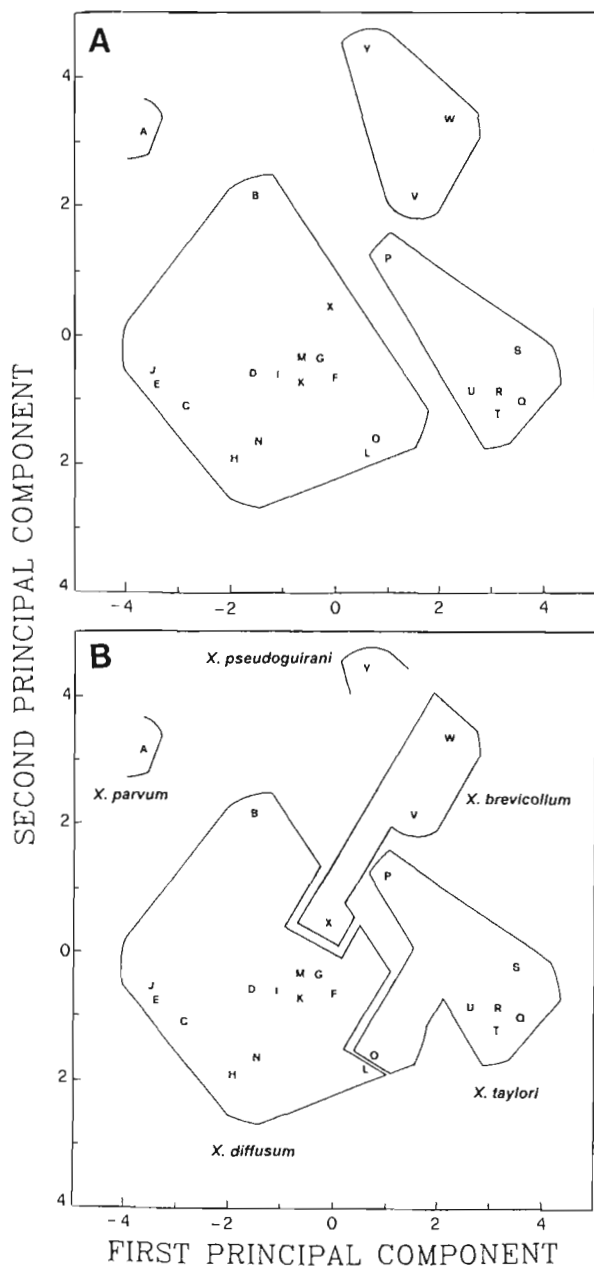 SECOND PRINCIPAL COMPONENT
A
4
2
0
2
4
Y
W
A
V
B
P
X
S
M G
J
D I K F
E
U R Q
C
T
N
O
H
L
-4 -2 0 2 4
B
4
2
0
2
4
X. pseudoguirani
Y
W
A
X. parvum
X. brevicollum
B
V
P
X
S
M G
J
D I K F
E
U R Q
C
T
N
O
H
L
X. taylori
X. diffusum
-4 -2 0 2 4
FIRST PRINCIPAL COMPONENT